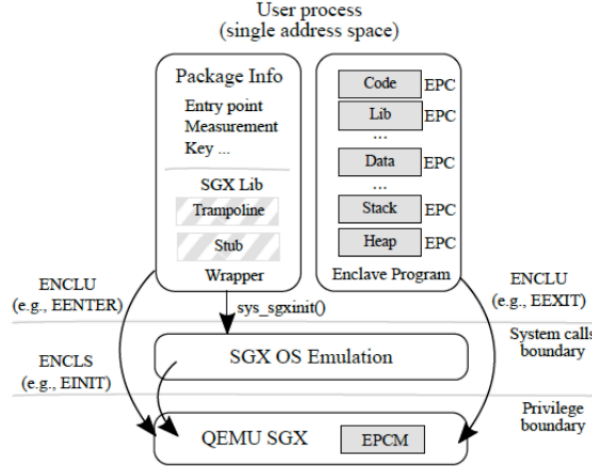 User process
(single address space)
Package Info
Entry point
Measurement
Key ...
SGX Lib
Trampoline
Stub
Wrapper
Code EPC
Lib EPC
...
Data EPC
...
Stack EPC
Heap EPC
Enclave Program
ENCLU
(e.g., EENTER)
sys_sgxinit()
ENCLU
(e.g., EEXIT)
System calls
boundary
SGX OS Emulation
ENCLS
(e.g., EINIT)
Privilege
boundary
QEMU SGX
EPCM